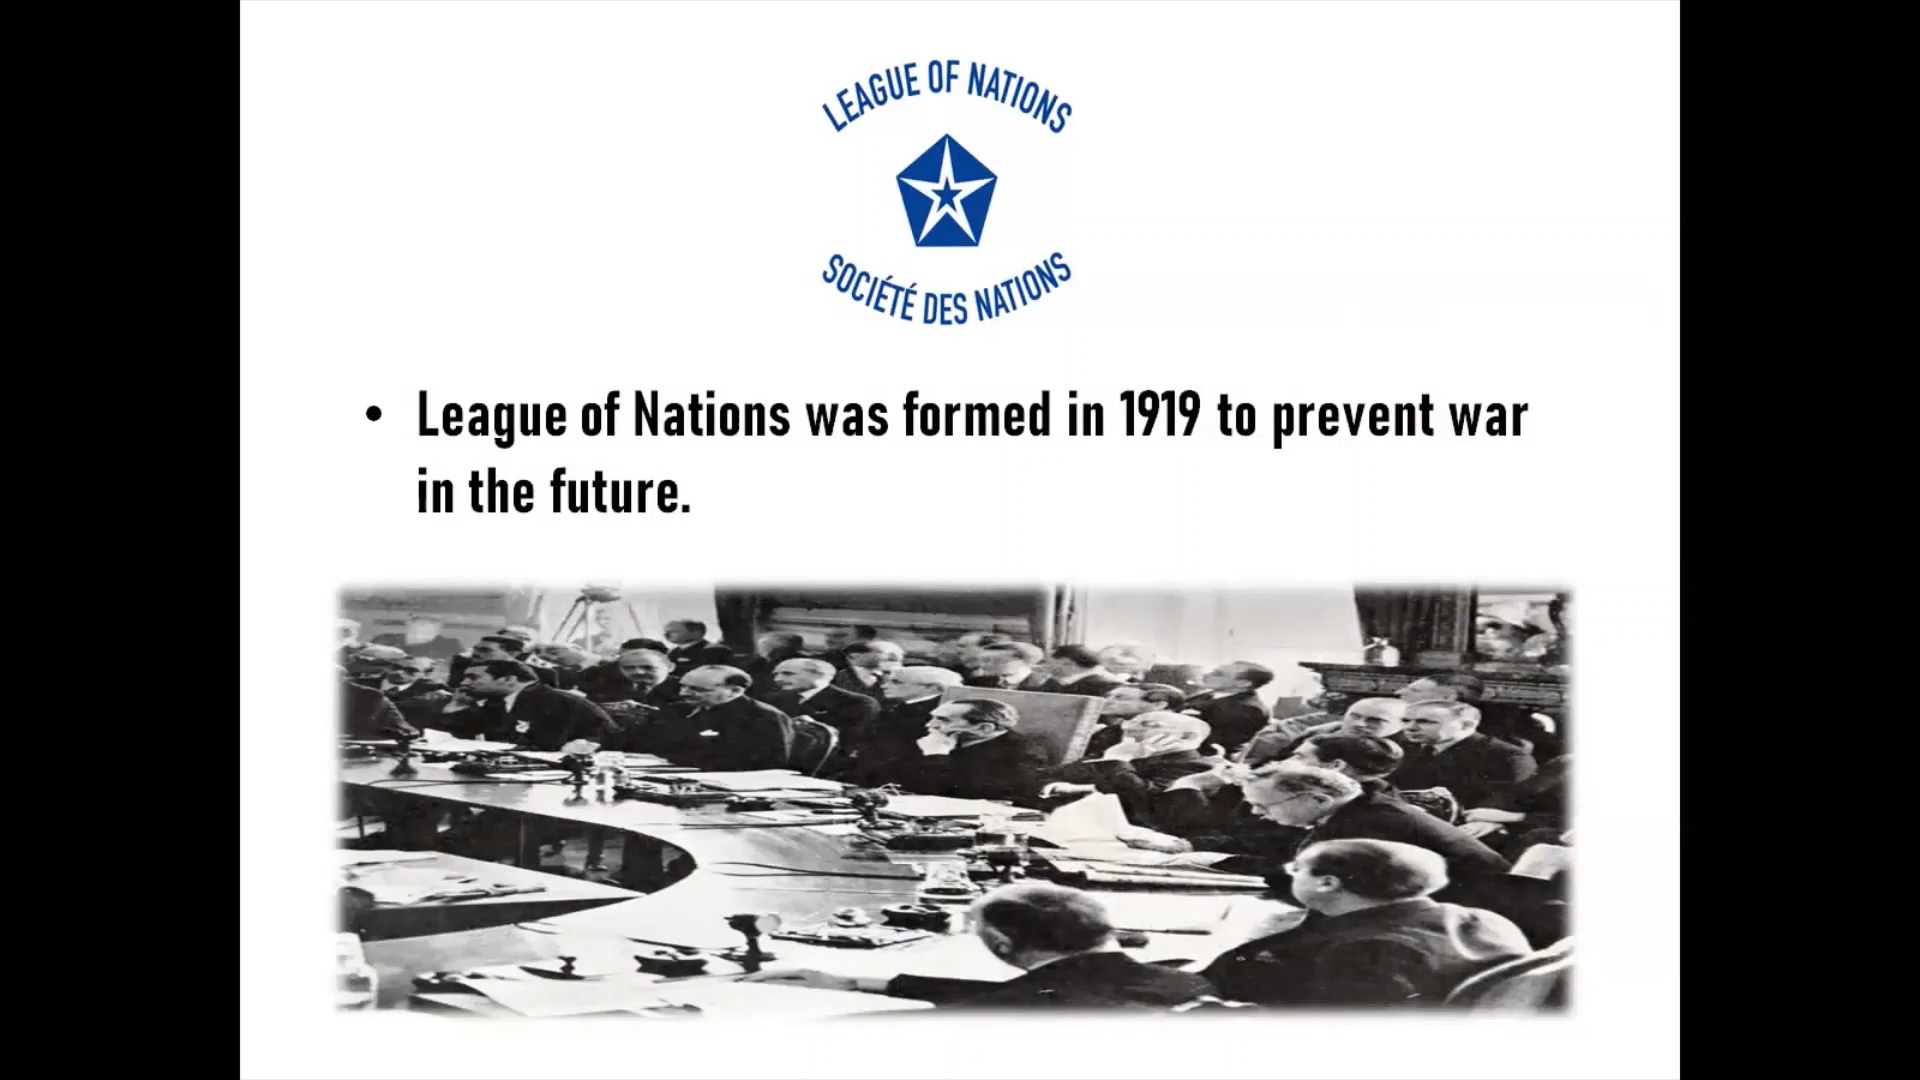 LEAGUE OF NATIONS
SOCIÉTÉ DES NATIONS
• League of Nations was formed in 1919 to prevent war
in the future.